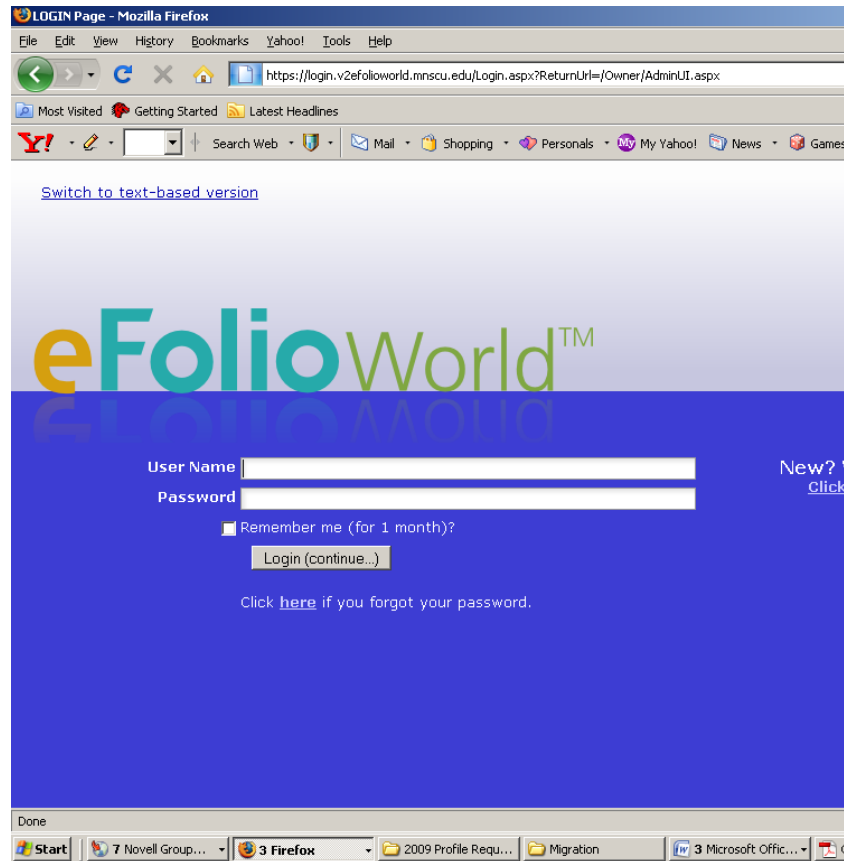 LOGIN Page - Mozilla Firefox
File Edit View History Bookmarks Yahoo! Tools Help
https://login.v2efolioworld.mnscu.edu/Login.aspx?ReturnUrl=/Owner/AdminUI.aspx
Most Visited Getting Started Latest Headlines
Y! Search Web Mail Shopping Personals My Yahoo! News Games
Switch to text-based version
eFolioWorld™
User Name
New?
Password
Click
Remember me (for 1 month)?
Login (continue...)
Click here if you forgot your password.
Done
Start 7 Novell Group... 3 Firefox 2009 Profile Requ... Migration 3 Microsoft Offic...